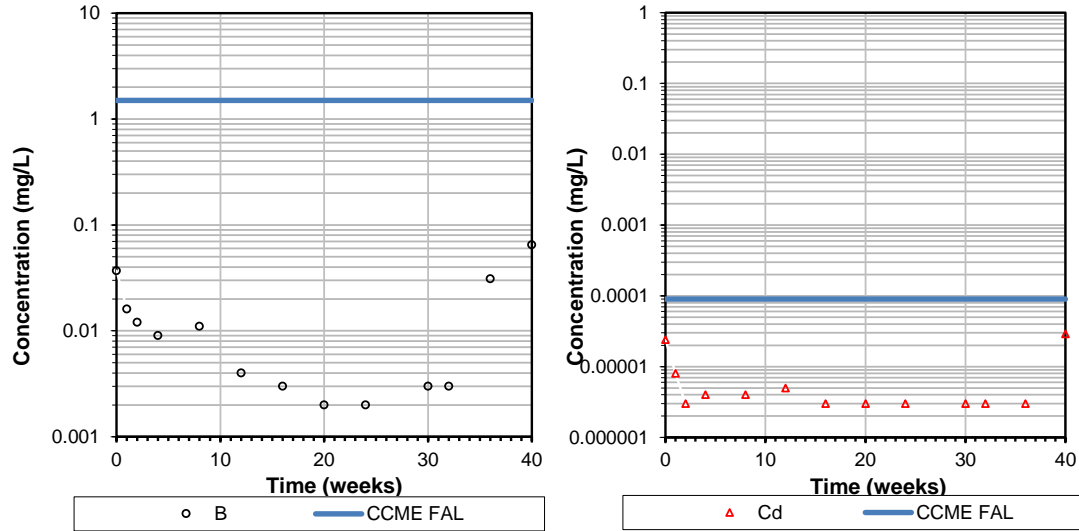 10
1
0.1
0.01
0.001
Concentration (mg/L)
0 10 20 30 40
Time (weeks)
B CCME FAL
1
0.1
0.01
0.001
0.0001
0.00001
0.000001
Concentration (mg/L)
0 10 20 30 40
Time (weeks)
Cd CCME FAL